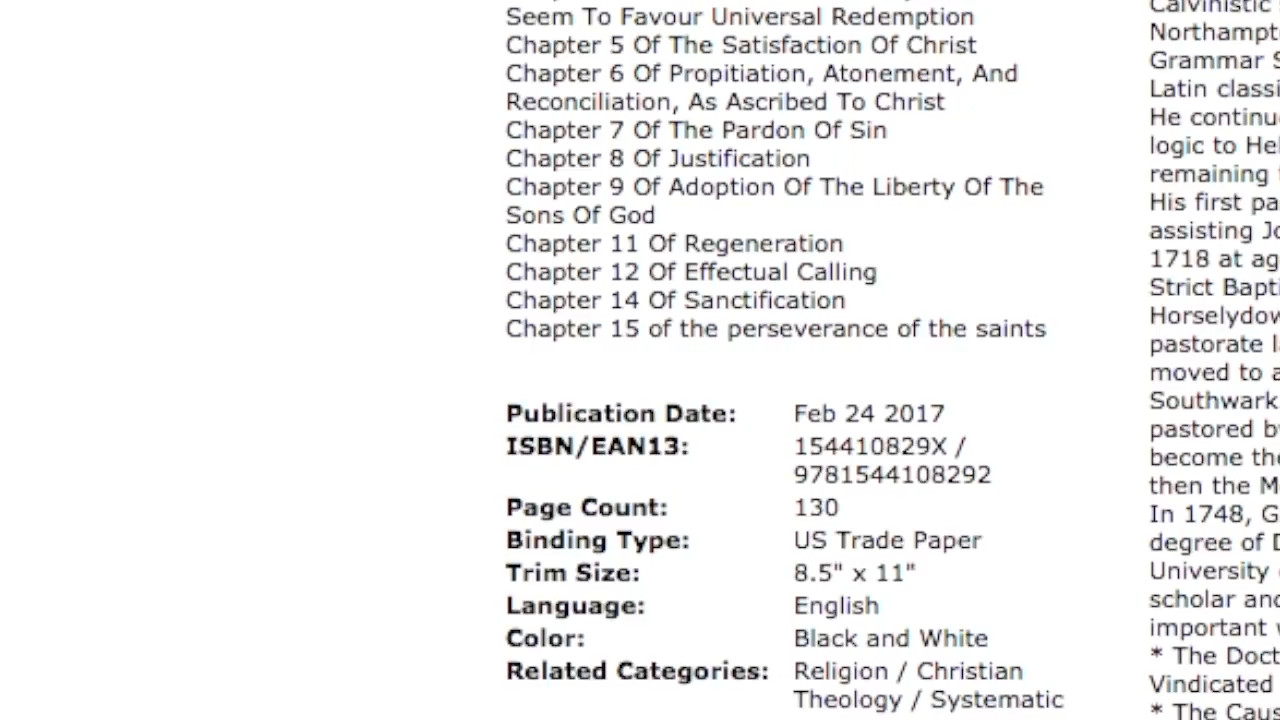 Seem To Favour Universal Redemption
Chapter 5 Of The Satisfaction Of Christ
Chapter 6 Of Propitiation, Atonement, And
Reconciliation, As Ascribed To Christ
Chapter 7 Of The Pardon Of Sin
Chapter 8 Of Justification
Chapter 9 Of Adoption Of The Liberty Of The
Sons Of God
Chapter 11 Of Regeneration
Chapter 12 Of Effectual Calling
Chapter 14 Of Sanctification
Chapter 15 of the perseverance of the saints
Publication Date: Feb 24 2017
ISBN/EAN13: 154410829X /
9781544108292
Page Count: 130
Binding Type: US Trade Paper
Trim Size: 8.5" x 11"
Language: English
Color: Black and White
Related Categories: Religion / Christian
Theology / Systematic
Calvinistic
Northampt
Grammar S
Latin classi
He continu
logic to He
remaining
His first pa
assisting Jo
1718 at ag
Strict Bapti
Horselydow
pastorate l
moved to a
Southwark
pastored b
become the
then the M
In 1748, G
degree of D
University
scholar and
important
* The Doct
Vindicated
* The Caus